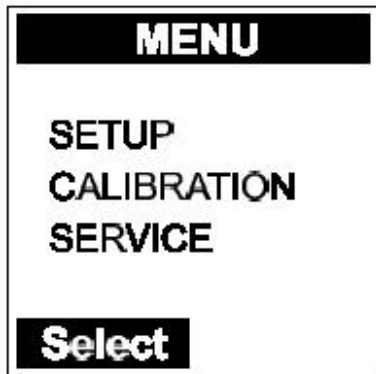 MENU
SETUP
CALIBRATION
SERVICE
Select